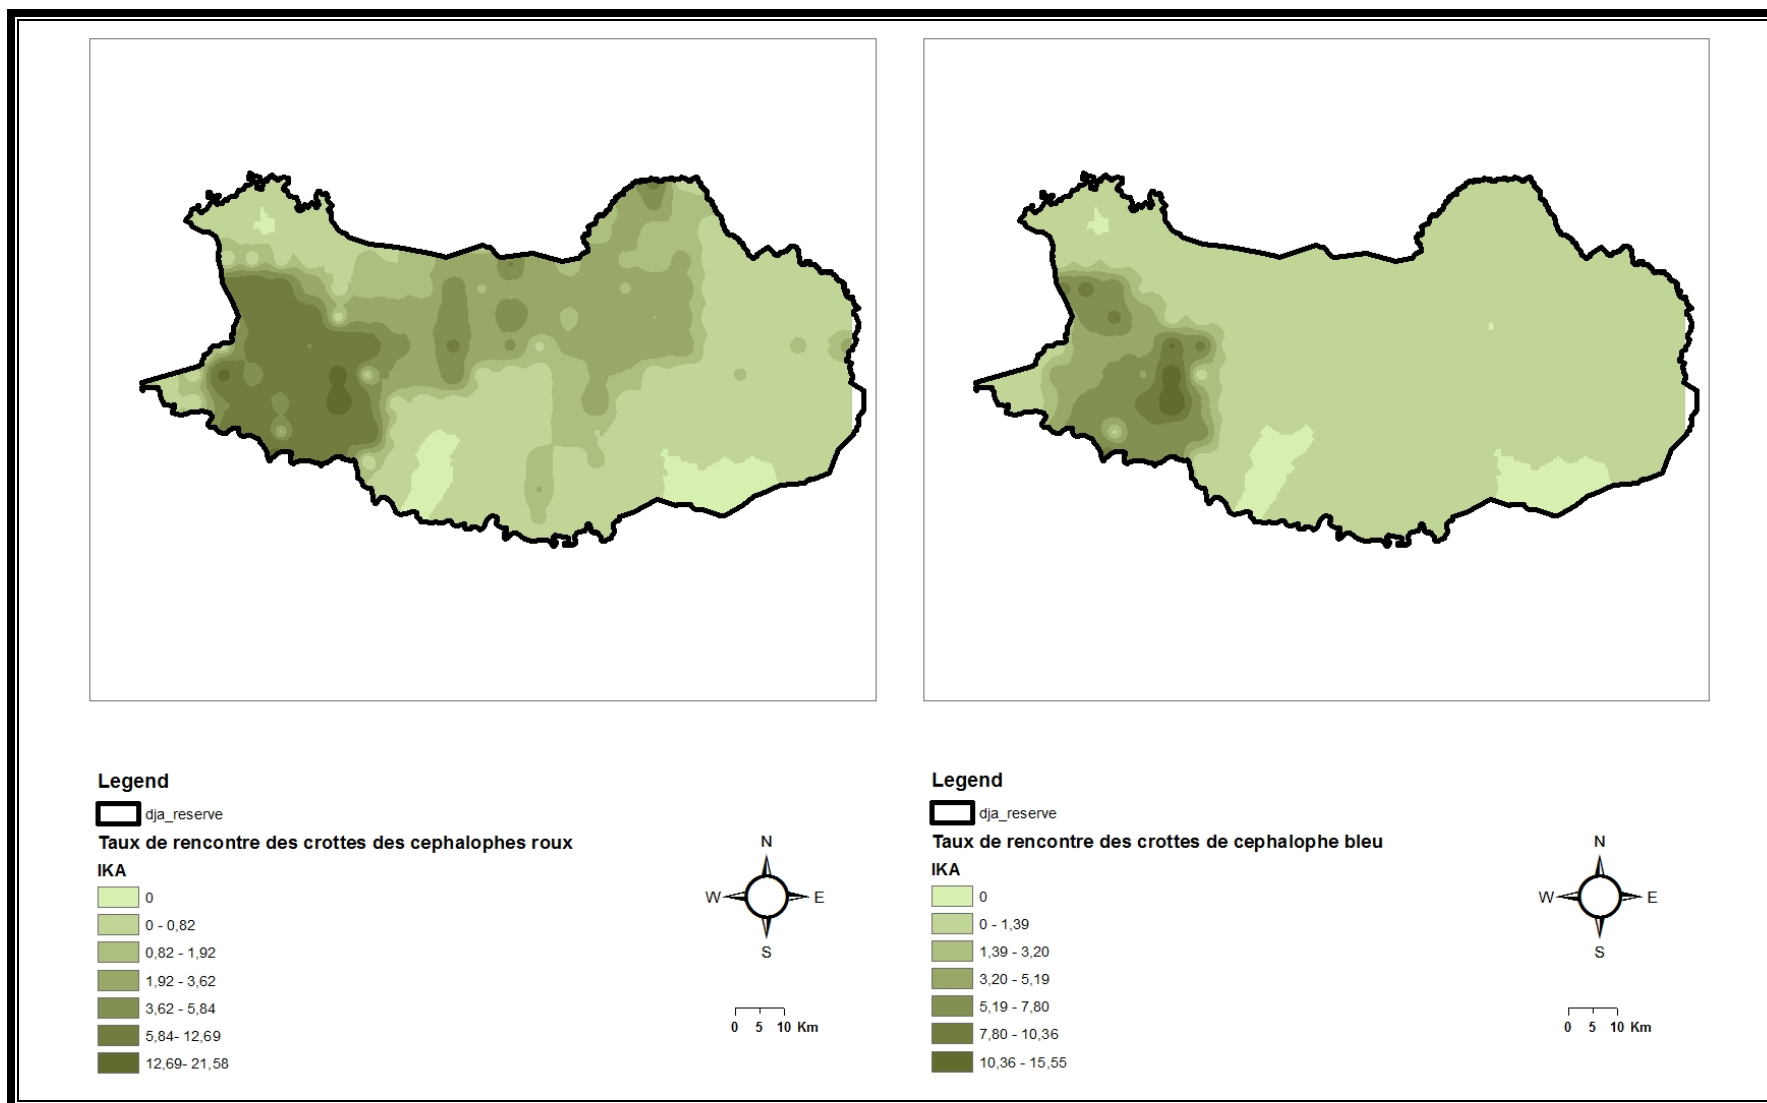 Legend
dja_reserve
Taux de rencontre des crottes des cephalophes roux
IKA
0
0 - 0,82
0,82 - 1,92
1,92 - 3,62
3,62 - 5,84
5,84- 12,69
12,69- 21,58
N
W E
S
0 5 10 Km
Legend
dja_reserve
Taux de rencontre des crottes de cephalophe bleu
IKA
0
0 - 1,39
1,39 - 3,20
3,20 - 5,19
5,19 - 7,80
7,80 - 10,36
10,36 - 15,55
N
W E
S
0 5 10 Km